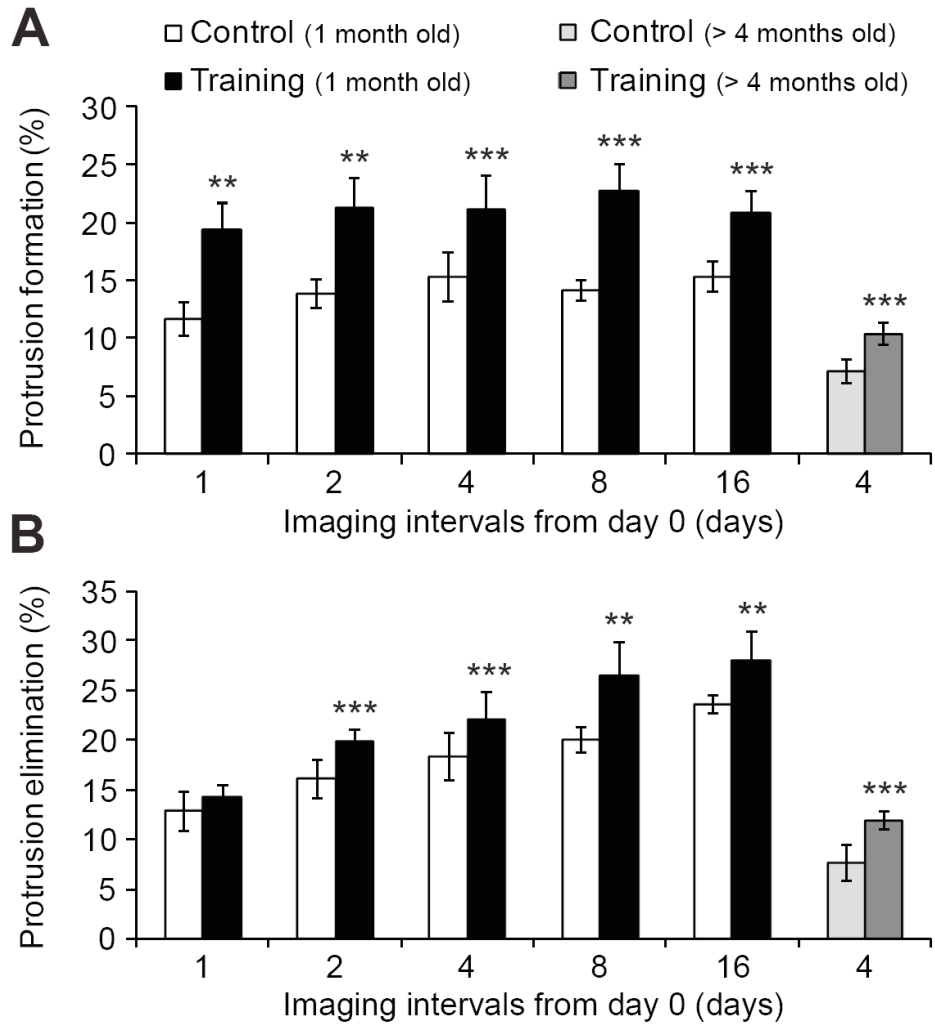 A
Control (1 month old)
Control (> 4 months old)
Training (1 month old)
Training (> 4 months old)
Protrusion formation (%)
30
25
20
15
10
5
0
** ** *** *** *** ***
1 2 4 8 16 4
Imaging intervals from day 0 (days)
B
Protrusion elimination (%)
35
30
25
20
15
10
5
0
*** *** ** ** ***
1 2 4 8 16 4
Imaging intervals from day 0 (days)